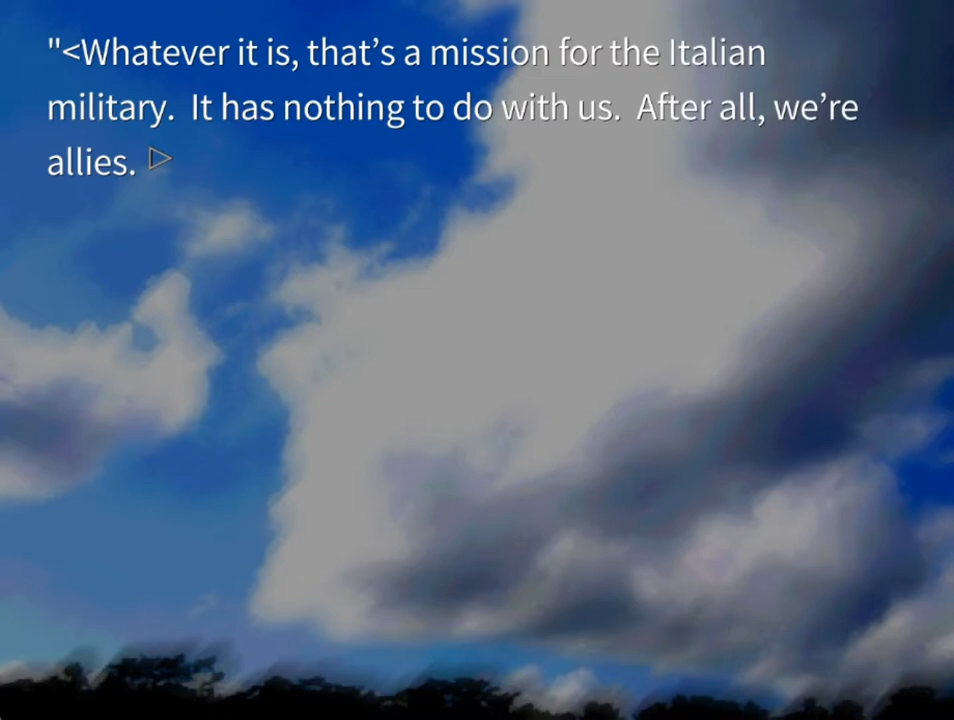 "<Whatever it is, that’s a mission for the Italian
military.  It has nothing to do with us.  After all, we’re
allies.